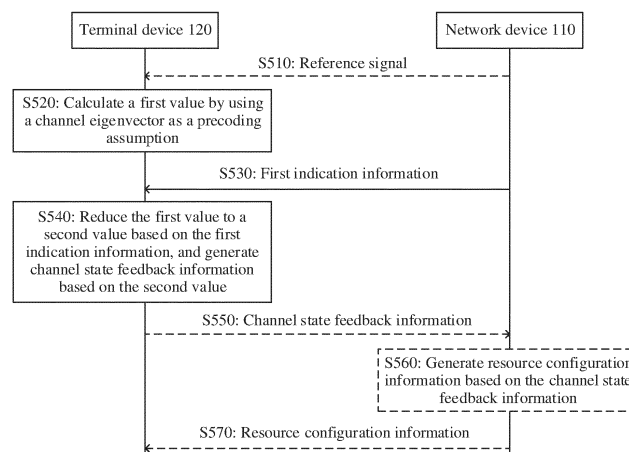 Terminal device 120
Network device 110
S510: Reference signal
S520: Calculate a first value by using
a channel eigenvector as a precoding
assumption
S530: First indication information
S540: Reduce the first value to a
second value based on the first
indication information, and generate
channel state feedback information
based on the second value
S550: Channel state feedback information
S560: Generate resource configuration
information based on the channel state
feedback information
S570: Resource configuration information